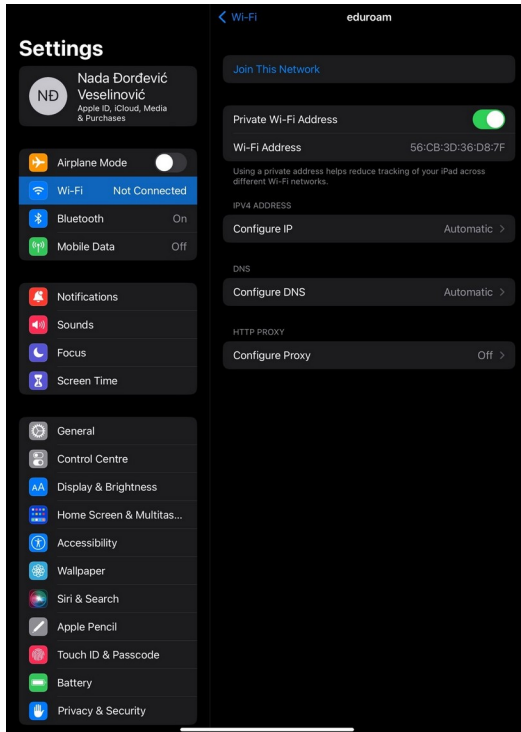 Settings
NĐ
Nada Đorđević
Veselinović
Apple ID, iCloud, Media
& Purchases
Airplane Mode
Wi-Fi Not Connected
Bluetooth On
Mobile Data Off
Notifications
Sounds
Focus
Screen Time
General
Control Centre
AA Display & Brightness
Home Screen & Multitas...
Accessibility
Wallpaper
Siri & Search
Apple Pencil
Touch ID & Passcode
Battery
Privacy & Security
Wi-Fi eduroam
Join This Network
Private Wi-Fi Address
Wi-Fi Address 56:CB:3D:36:D8:7F
Using a private address helps reduce tracking of your iPad across
different Wi-Fi networks.
IPV4 ADDRESS
Configure IP Automatic
DNS
Configure DNS Automatic
HTTP PROXY
Configure Proxy Off